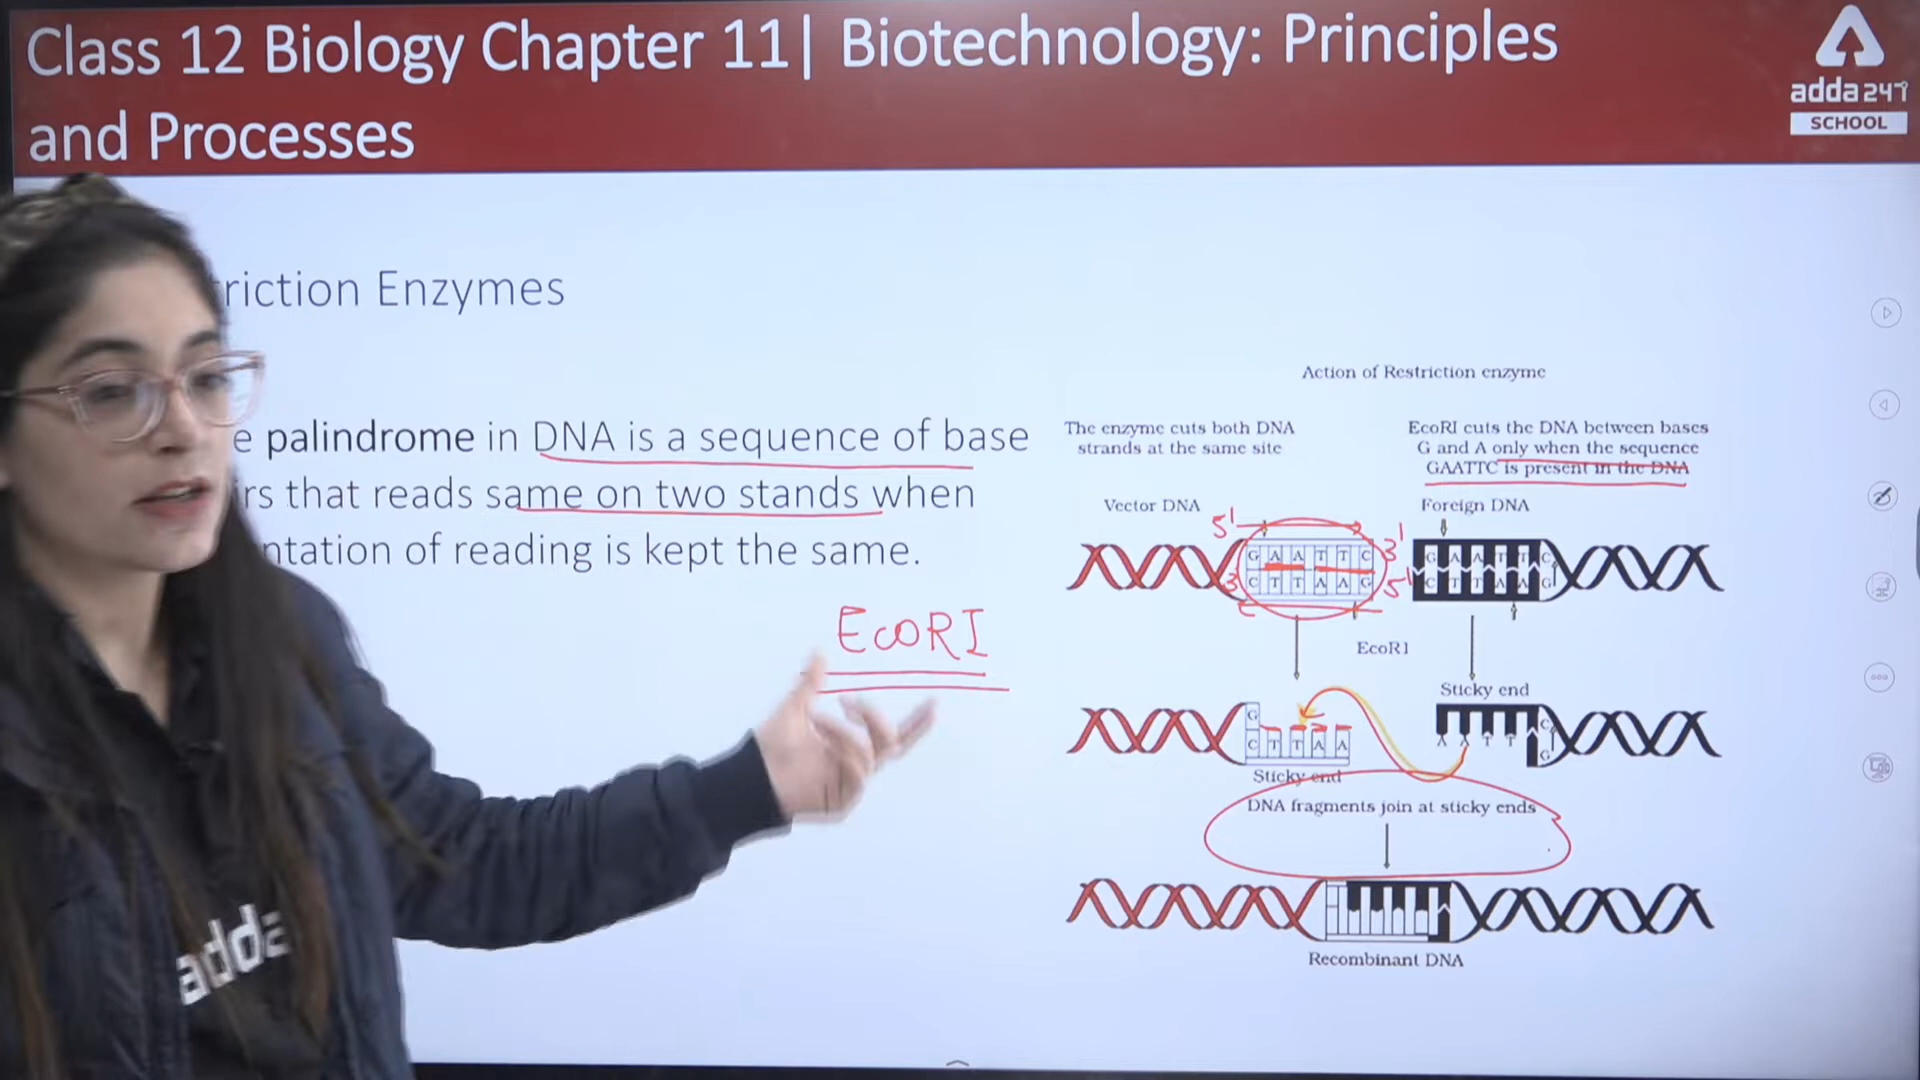 Class 12 Biology Chapter 11| Biotechnology: Principles
and Processes
adda247
SCHOOL
riction Enzymes
e palindrome in DNA is a sequence of base
rs that reads same on two stands when
ntation of reading is kept the same.
EcoRI
Action of Restriction enzyme
The enzyme cuts both DNA
strands at the same site
EcoRI cuts the DNA between bases
G and A only when the sequence
GAATTC is present in the DNA
Vector DNA
Foreign DNA
5' 3'
G A A T T C
C T T A A G
3 5'
G A A T T C
C T T A A G
EcoR1
Sticky end
G
C T T A A
A A T T
C
G
Sticky end
DNA fragments join at sticky ends
Recombinant DNA
adda